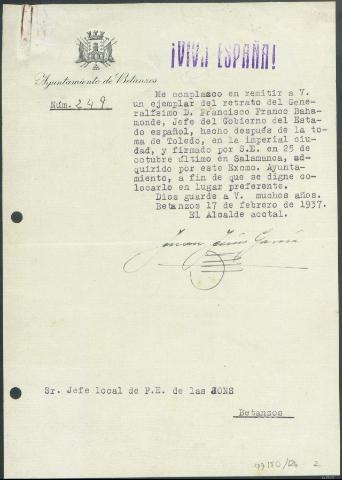 ¡VIVA ESPAÑA!
Ayuntamiento de Betanzos
Núm. 249
Me complazco en remitir a V.
un ejemplar del retrato del Gene-
ralísimo D. Francisco Franco Baha-
monde, Jefe del Gobierno del Esta-
do español, hecho después de la to-
ma de Toledo, en la imperial ciu-
dad, y firmado por S.E. en 25 de
octubre último en Salamanca, ad-
quirido por este Excmo. Ayunta-
miento, a fin de que se digne co-
locarlo en lugar preferente.
Dios guarde a V. muchos años.
Betanzos 17 de febrero de 1937.
El Alcalde acctal.
García
Sr. Jefe local de F.E. de las JONS
Betanzos
2